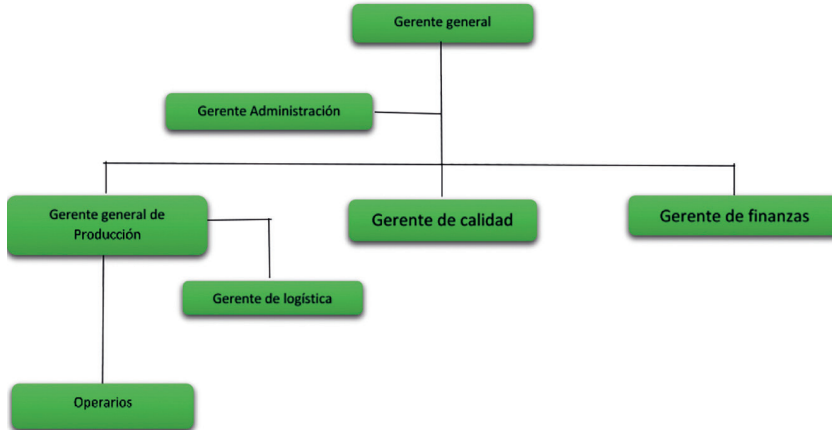 Gerente general
Gerente Administración
Gerente general de
Producción
Gerente de calidad
Gerente de finanzas
Gerente de logística
Operarios